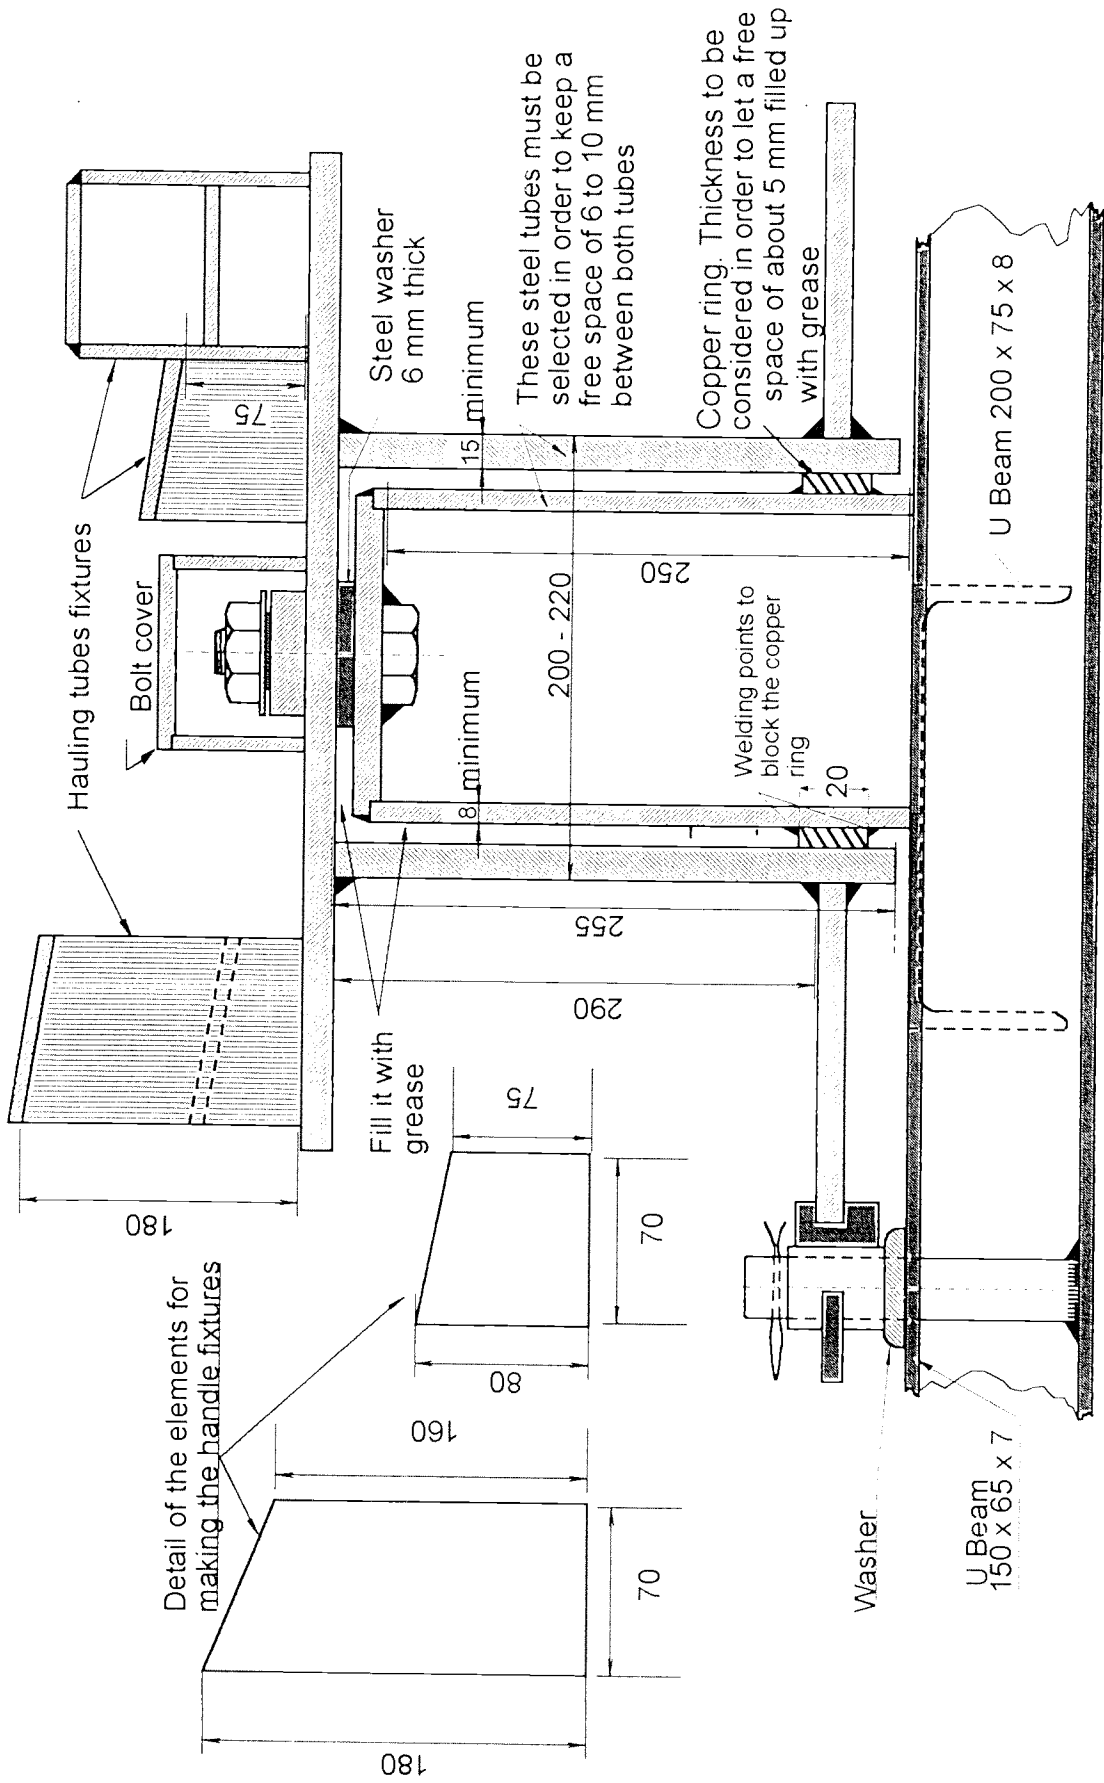 Hauling tubes fixtures
Bolt cover
180
75
Detail of the elements for
making the handle fixtures
Steel washer
6 mm thick
Fill it with
grease
8
minimum
15
minimum
These steel tubes must be
selected in order to keep a
free space of 6 to 10 mm
between both tubes
180
160
70
80
75
70
290
255
200 - 220
250
Copper ring. Thickness to be
considered in order to let a free
space of about 5 mm filled up
with grease
Welding points to
block the copper
ring
20
Washer
U Beam
150 x 65 x 7
U Beam 200 x 75 x 8